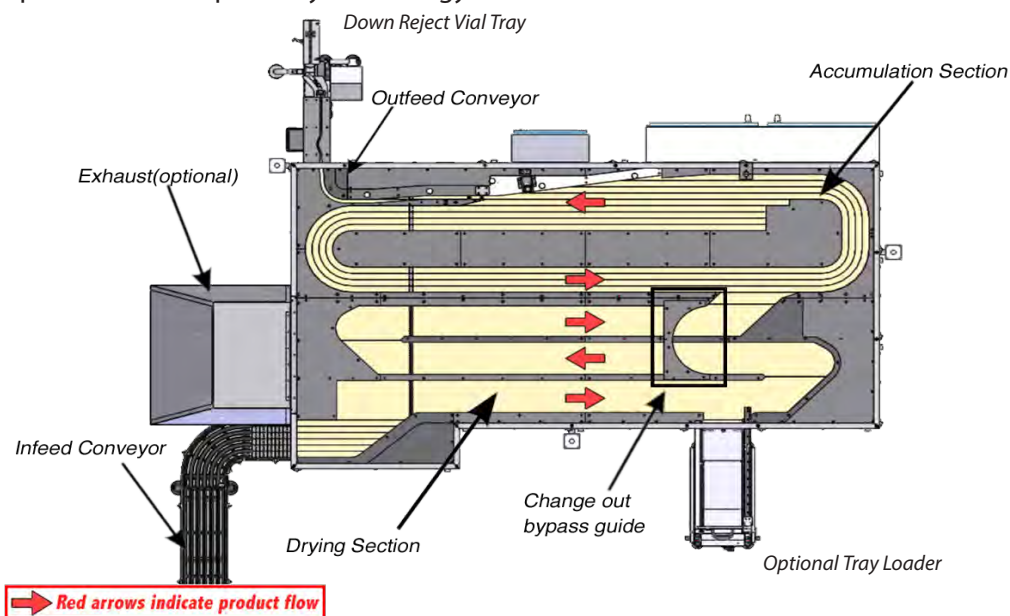 Down Reject Vial Tray
Accumulation Section
Outfeed Conveyor
Exhaust(optional)
Infeed Conveyor
Change out
bypass guide
Drying Section
Optional Tray Loader
Red arrows indicate product flow